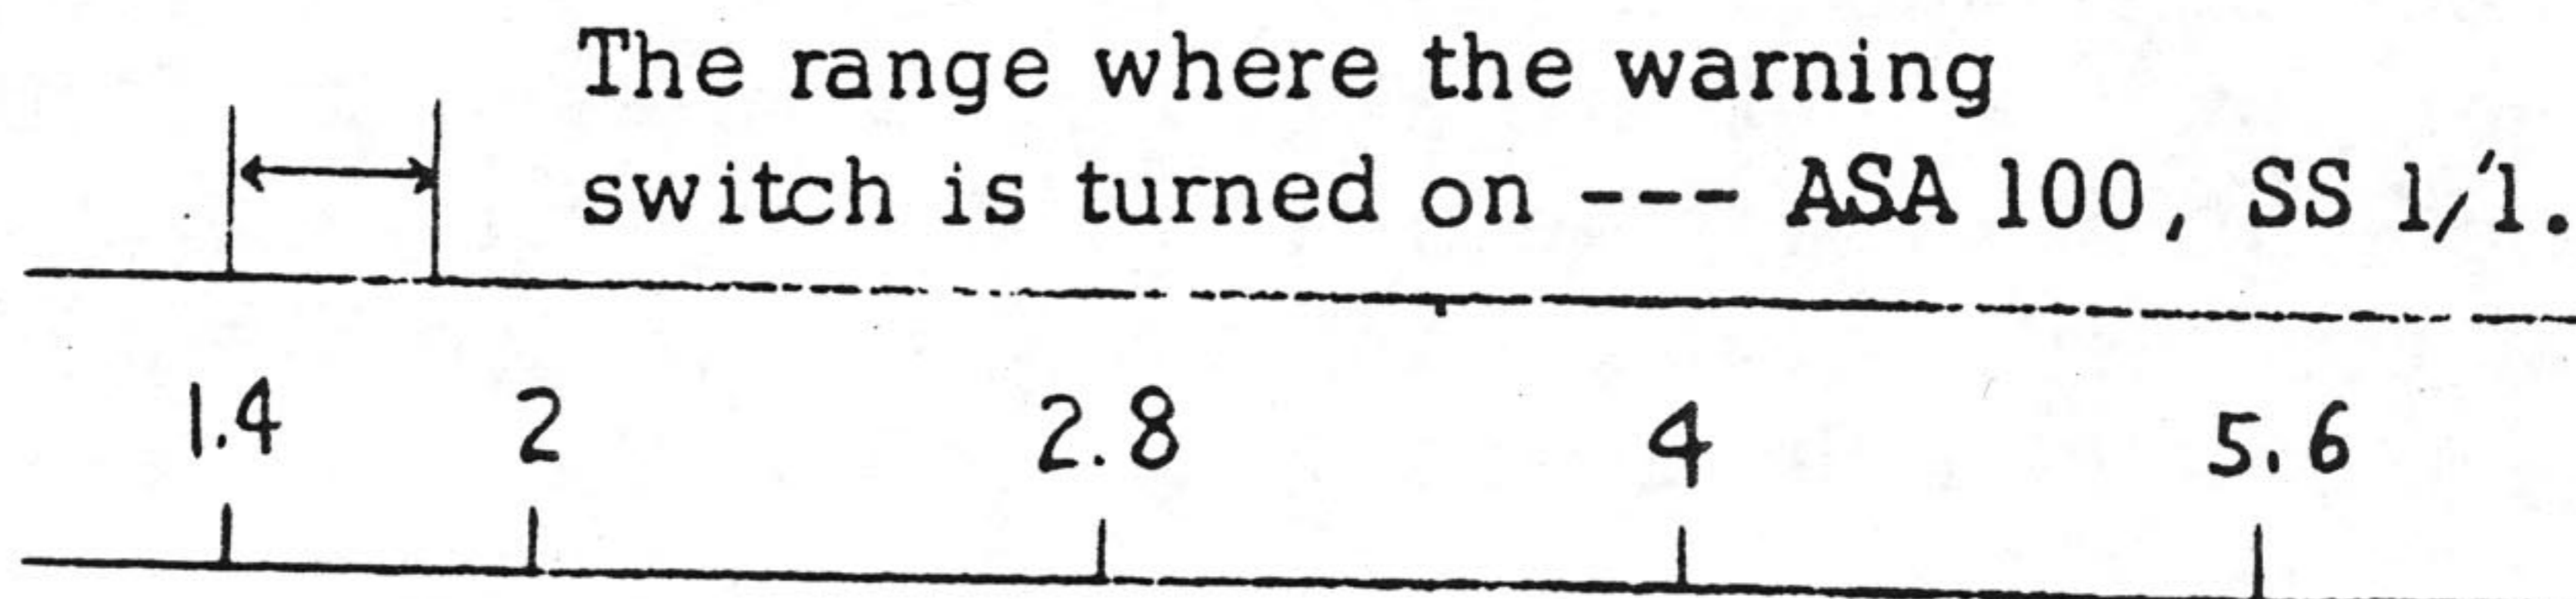 The range where the warning
switch is turned on --- ASA 100, SS 1/1.
1.4 2 2.8 4 5.6